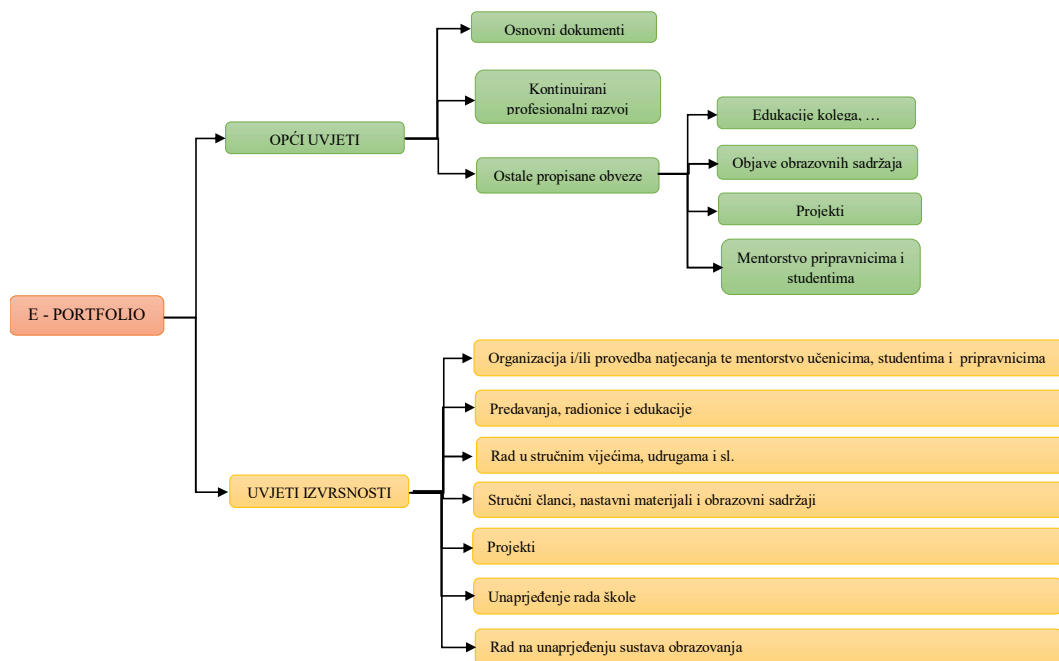 Osnovni dokumenti
Kontinuirani
profesionalni razvoj
Edukacije kolega, …
OPĆI UVJETI
Objave obrazovnih sadržaja
Ostale propisane obveze
Projekti
Mentorstvo pripravnicima i
studentima
E - PORTFOLIO
Organizacija i/ili provedba natjecanja te mentorstvo učenicima, studentima i pripravnicima
Predavanja, radionice i edukacije
Rad u stručnim vijećima, udrugama i sl.
UVJETI IZVRSNOSTI
Stručni članci, nastavni materijali i obrazovni sadržaji
Projekti
Unaprjeđenje rada škole
Rad na unaprjeđenju sustava obrazovanja